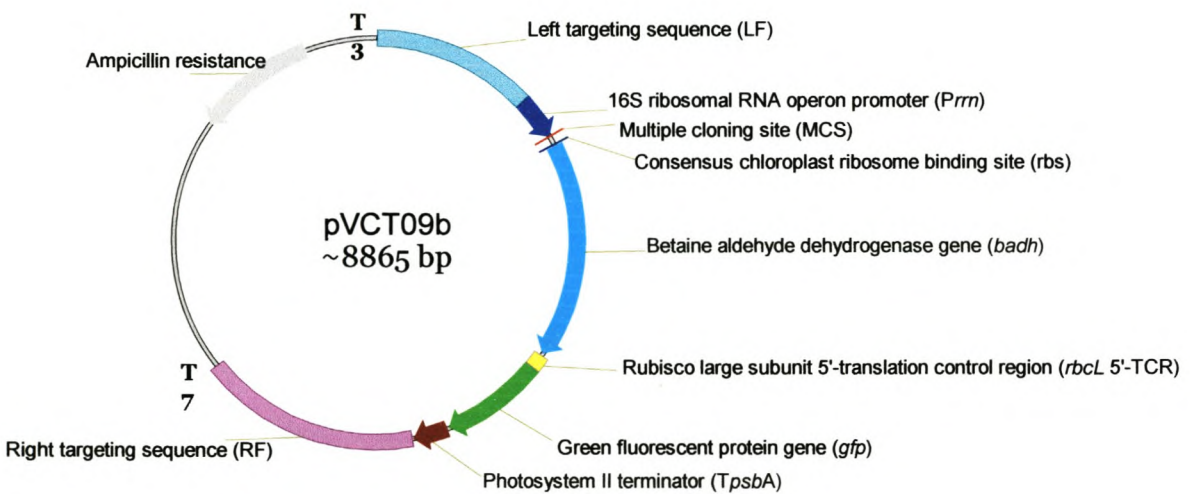 T
3
Left targeting sequence (LF)
Ampicillin resistance
16S ribosomal RNA operon promoter (Prrn)
Multiple cloning site (MCS)
Consensus chloroplast ribosome binding site (rbs)
pVCT09b
~8865 bp
Betaine aldehyde dehydrogenase gene (badh)
Rubisco large subunit 5'-translation control region (rbcL 5'-TCR)
T
7
Green fluorescent protein gene (gfp)
Right targeting sequence (RF)
Photosystem II terminator (TpsbA)